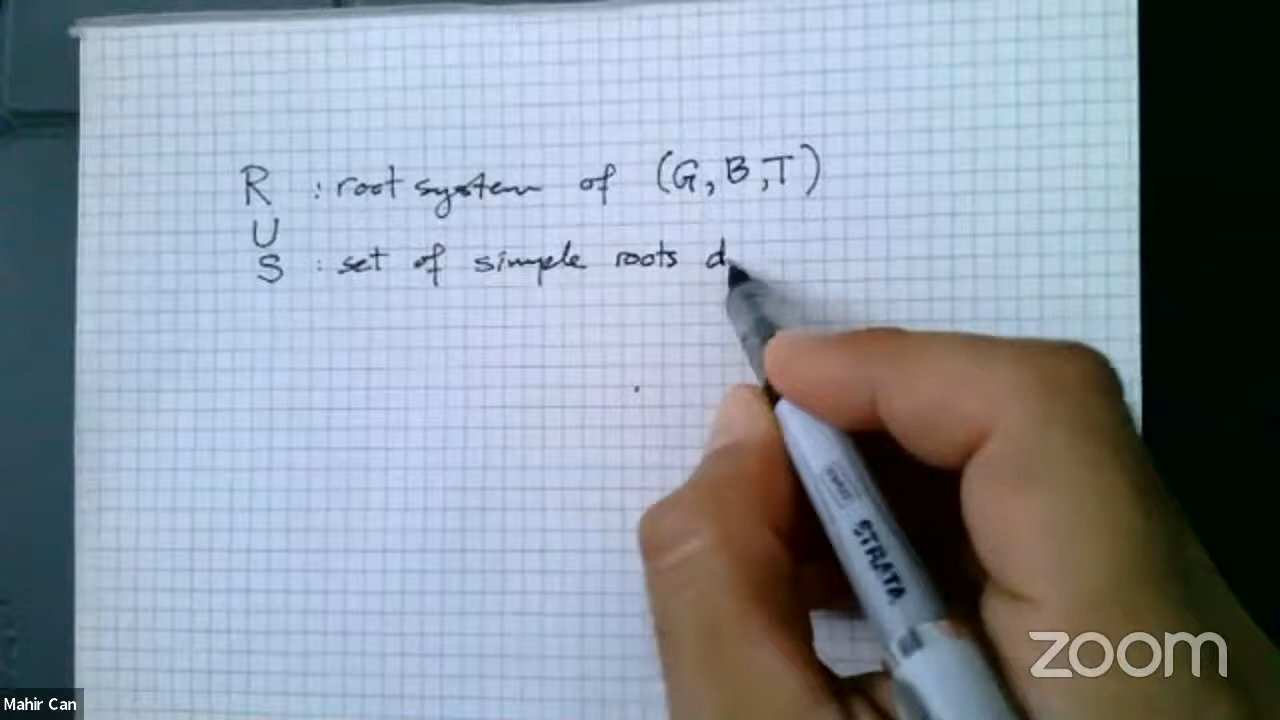 R : root system of (G, B, T)
U
S : set of simple roots d
STRATA
zoom
Mahir Can